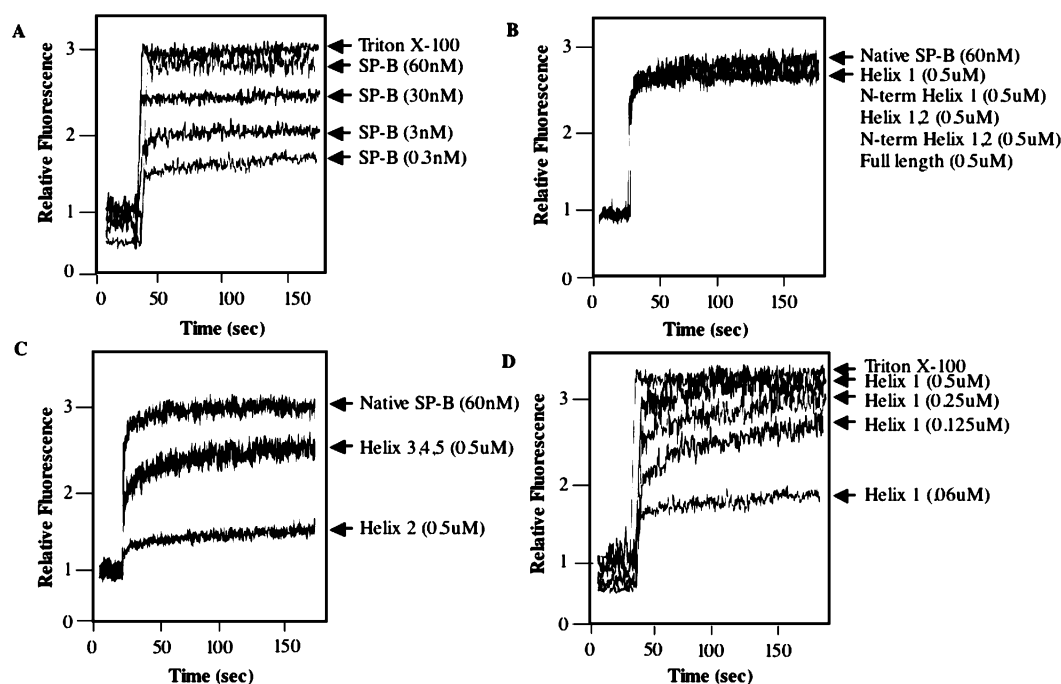 A
Relative Fluorescence
3
2
1
0
0
50
100
150
Time (sec)
Triton X-100
SP-B (60nM)
SP-B (30nM)
SP-B (3nM)
SP-B (0.3nM)
B
Relative Fluorescence
3
2
1
0
0
50
100
150
Time (sec)
Native SP-B (60nM)
Helix 1 (0.5uM)
N-term Helix 1 (0.5uM)
Helix 1,2 (0.5uM)
N-term Helix 1,2 (0.5uM)
Full length (0.5uM)
C
Relative Fluorescence
3
2
1
0
0
50
100
150
Time (sec)
Native SP-B (60nM)
Helix 3,4,5 (0.5uM)
Helix 2 (0.5uM)
D
Relative Fluorescence
3
2
1
0
0
50
100
150
Time (sec)
Triton X-100
Helix 1 (0.5uM)
Helix 1 (0.25uM)
Helix 1 (0.125uM)
Helix 1 (.06uM)